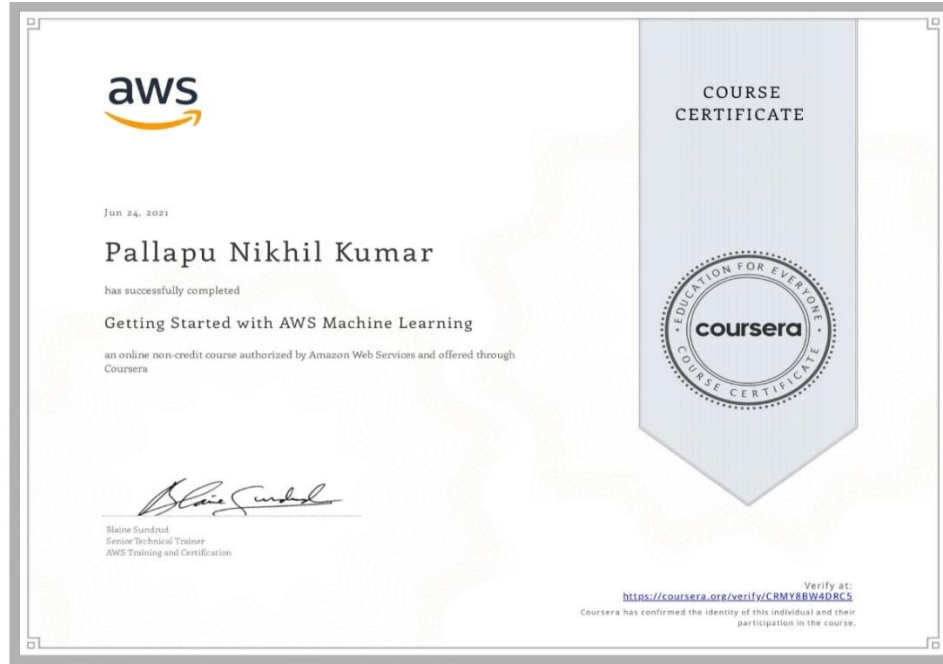 aws
COURSE
CERTIFICATE
Jun 24, 2021
Pallapu Nikhil Kumar
has successfully completed
Getting Started with AWS Machine Learning
an online non-credit course authorized by Amazon Web Services and offered through
Coursera
EDUCATION FOR EVERYONE
coursera
COURSE CERTIFICATE
Blaine Sundrud
Blaine Sundrud
Senior Technical Trainer
AWS Training and Certification
Verify at:
https://coursera.org/verify/CRMY8BW4DRC5
Coursera has confirmed the identity of this individual and their
participation in the course.